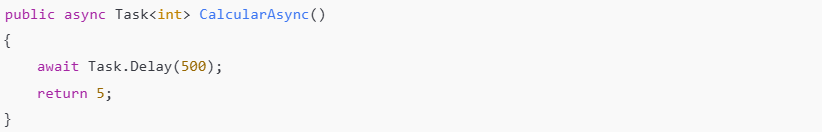 public async Task<int> CalcularAsync()
{
    await Task.Delay(500);
    return 5;
}